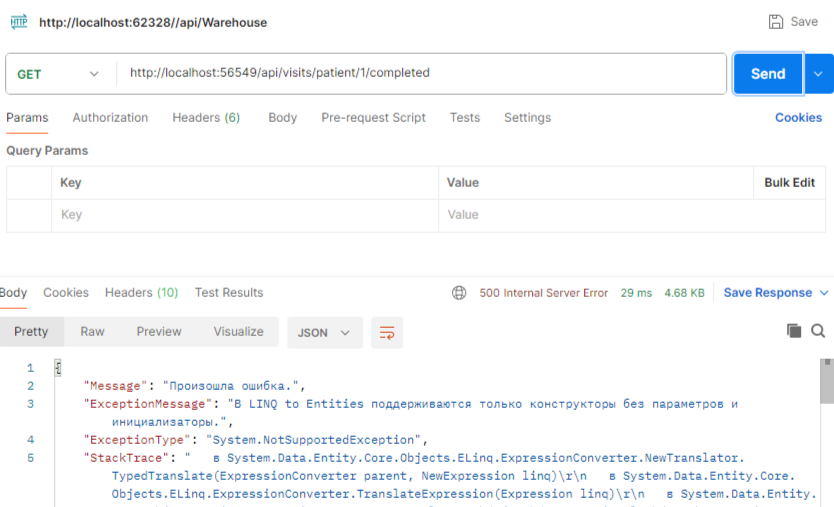 HTTP http://localhost:62328//api/Warehouse Save
GET http://localhost:56549/api/visits/patient/1/completed Send
Params Authorization Headers (6) Body Pre-request Script Tests Settings Cookies
Query Params
Key Value Bulk Edit
Key Value
Body Cookies Headers (10) Test Results 500 Internal Server Error 29 ms 4.68 KB Save Response
Pretty Raw Preview Visualize JSON
1 {
2 "Message": "Произошла ошибка.",
3 "ExceptionMessage": "В LINQ to Entities поддерживаются только конструкторы без параметров и
инициализаторы.",
4 "ExceptionType": "System.NotSupportedException",
5 "StackTrace": "   в System.Data.Entity.Core.Objects.ELinq.ExpressionConverter.NewTranslator.
TypedTranslate(ExpressionConverter parent, NewExpression linq)\r\n   в System.Data.Entity.Core.
Objects.ELinq.ExpressionConverter.TranslateExpression(Expression linq)\r\n   в System.Data.Entity.